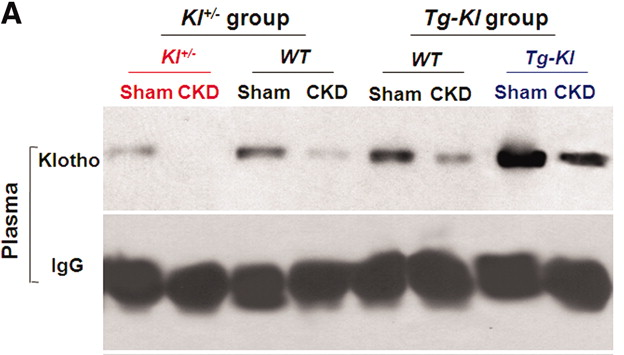 A
Kl+/- group Tg-Kl group
Kl+/- WT WT Tg-Kl
Sham CKD Sham CKD Sham CKD Sham CKD
Klotho
Plasma
IgG